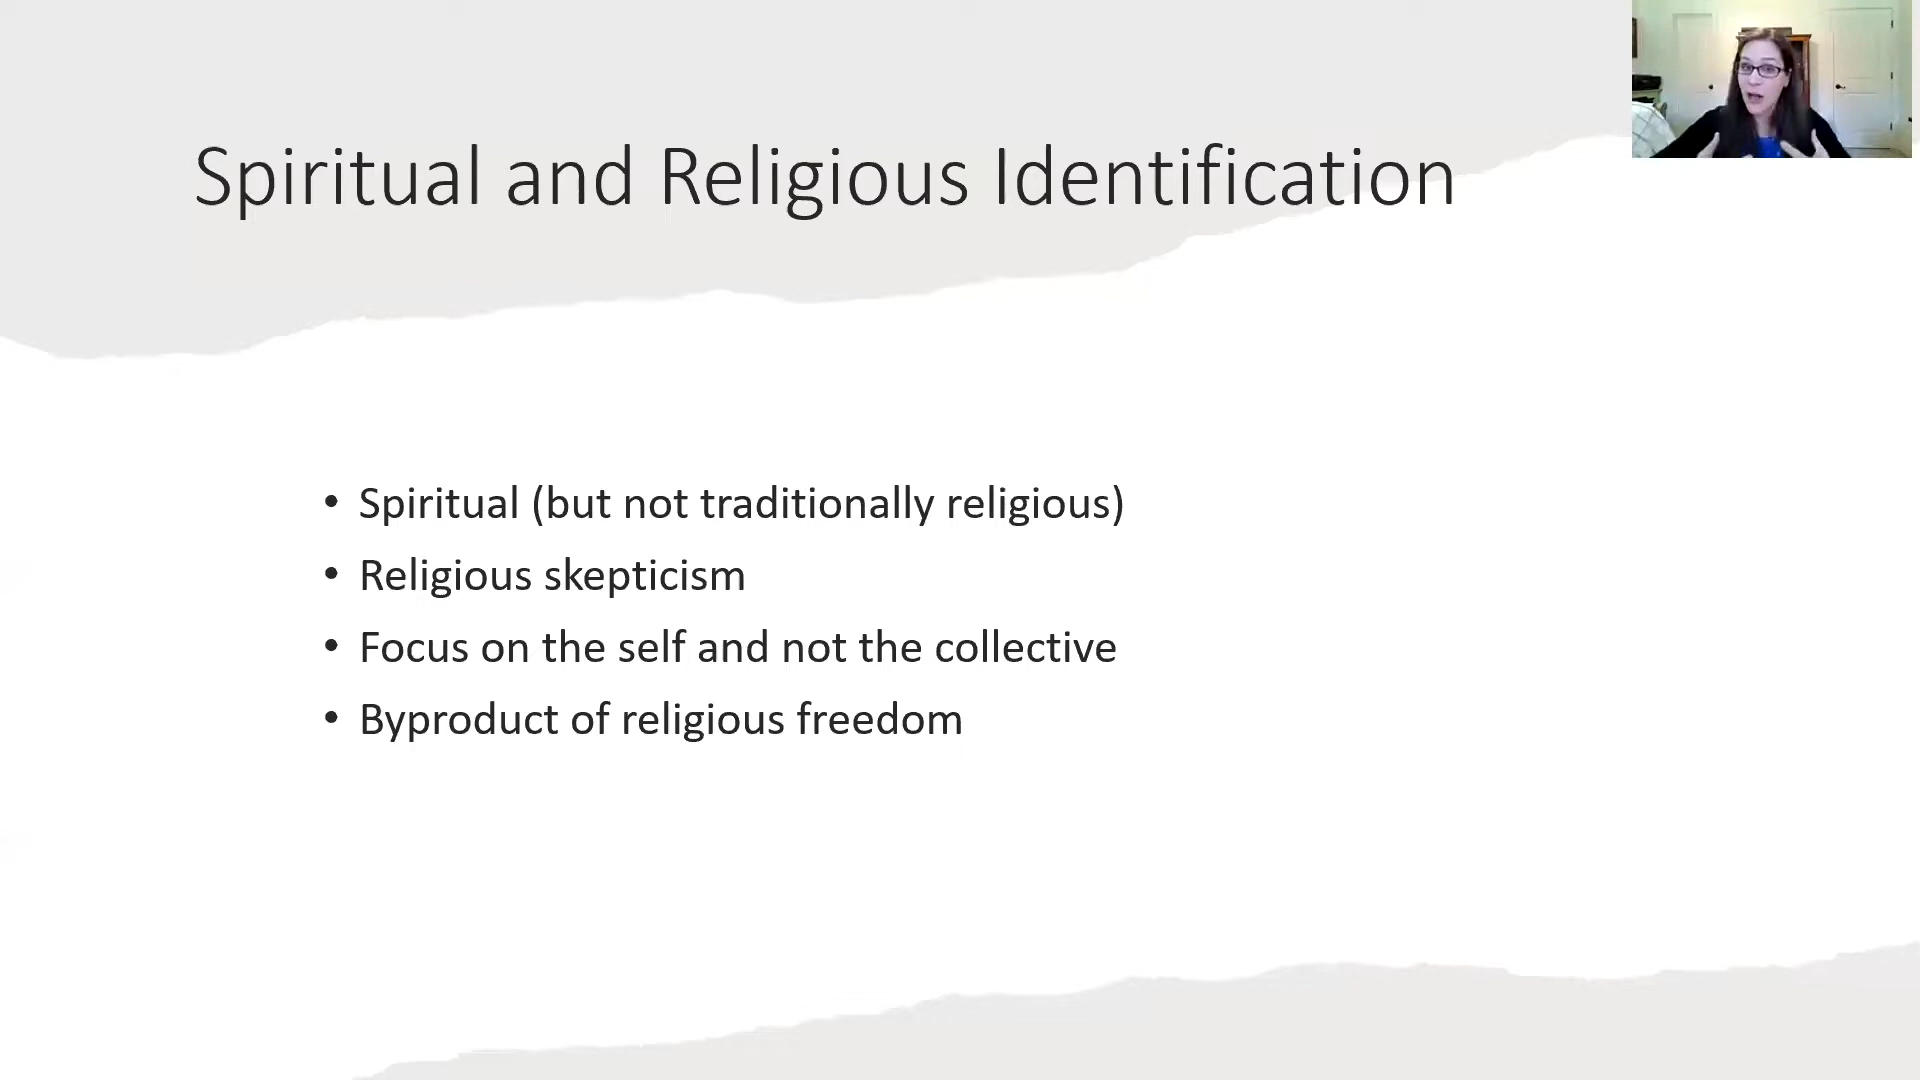 Spiritual and Religious Identification
• Spiritual (but not traditionally religious)
• Religious skepticism
• Focus on the self and not the collective
• Byproduct of religious freedom